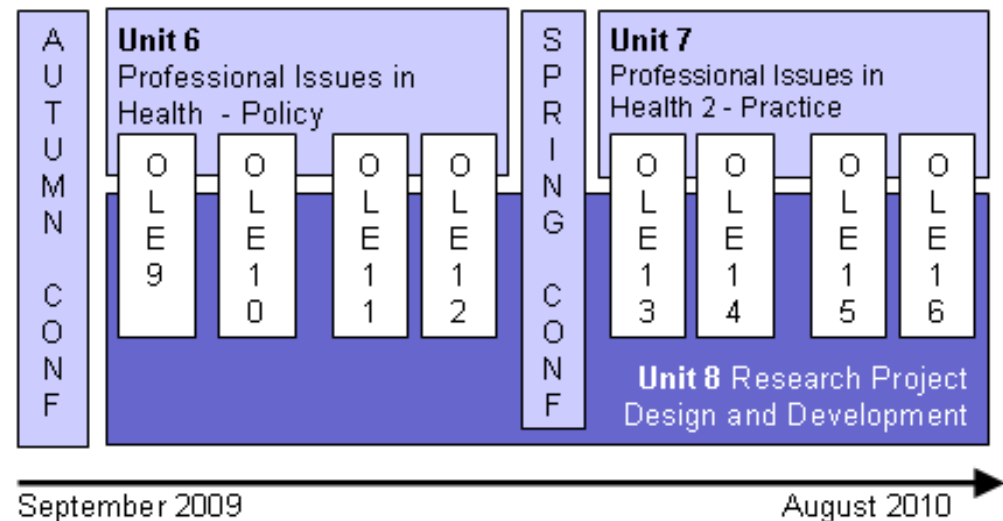 AUTUMN CONF
Unit 6
Professional Issues in
Health - Policy
OLE9
OLE10
OLE11
OLE12
SPRING CONF
Unit 7
Professional Issues in
Health 2 - Practice
OLE13
OLE14
OLE15
OLE16
Unit 8 Research Project
Design and Development
September 2009
August 2010